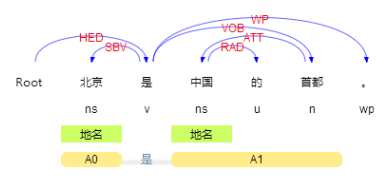 WP
VOB
HED ATT
SBV RAD
Root 北京 是 中国 的 首都 。
ns v ns u n wp
地名 地名
A0 是 A1